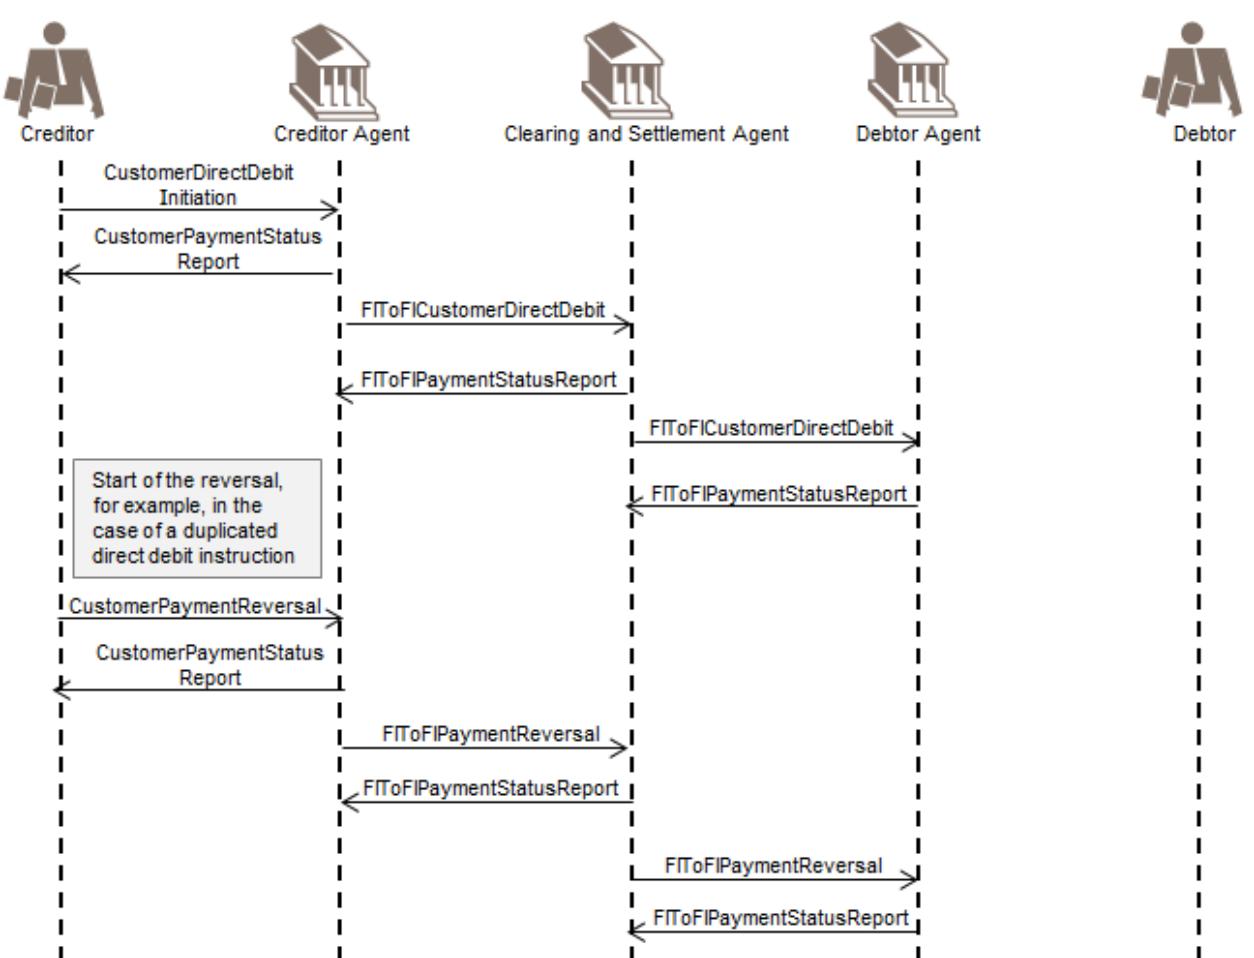 Creditor
Creditor Agent
Clearing and Settlement Agent
Debtor Agent
Debtor
CustomerDirectDebit
Initiation
CustomerPaymentStatus
Report
FIToFICustomerDirectDebit
FIToFIPaymentStatusReport
FIToFICustomerDirectDebit
Start of the reversal,
for example, in the
case of a duplicated
direct debit instruction
FIToFIPaymentStatusReport
CustomerPaymentReversal
CustomerPaymentStatus
Report
FIToFIPaymentReversal
FIToFIPaymentStatusReport
FIToFIPaymentReversal
FIToFIPaymentStatusReport